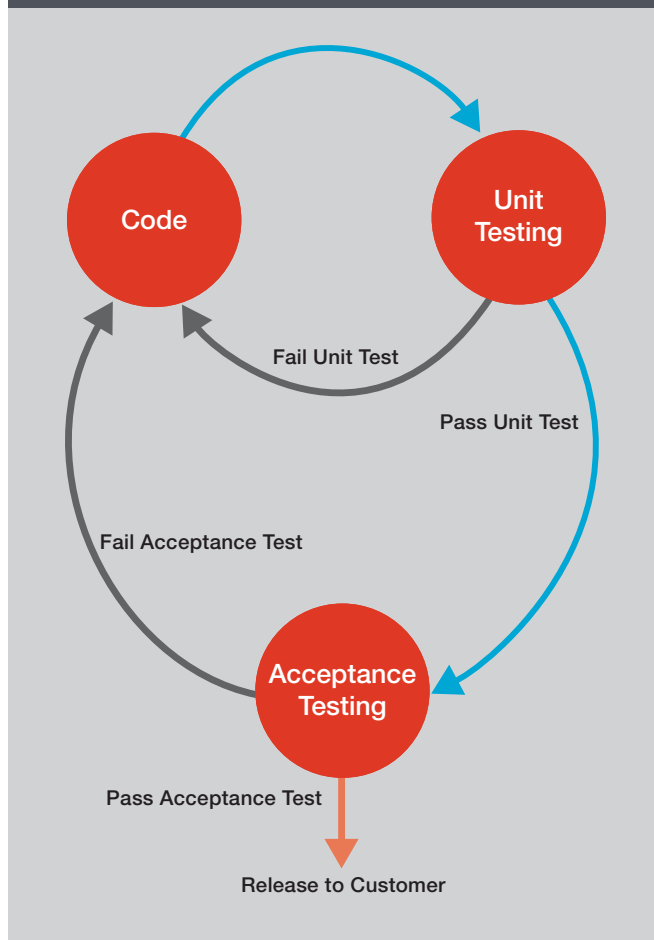 Code
Unit
Testing
Fail Unit Test
Pass Unit Test
Fail Acceptance Test
Acceptance
Testing
Pass Acceptance Test
Release to Customer